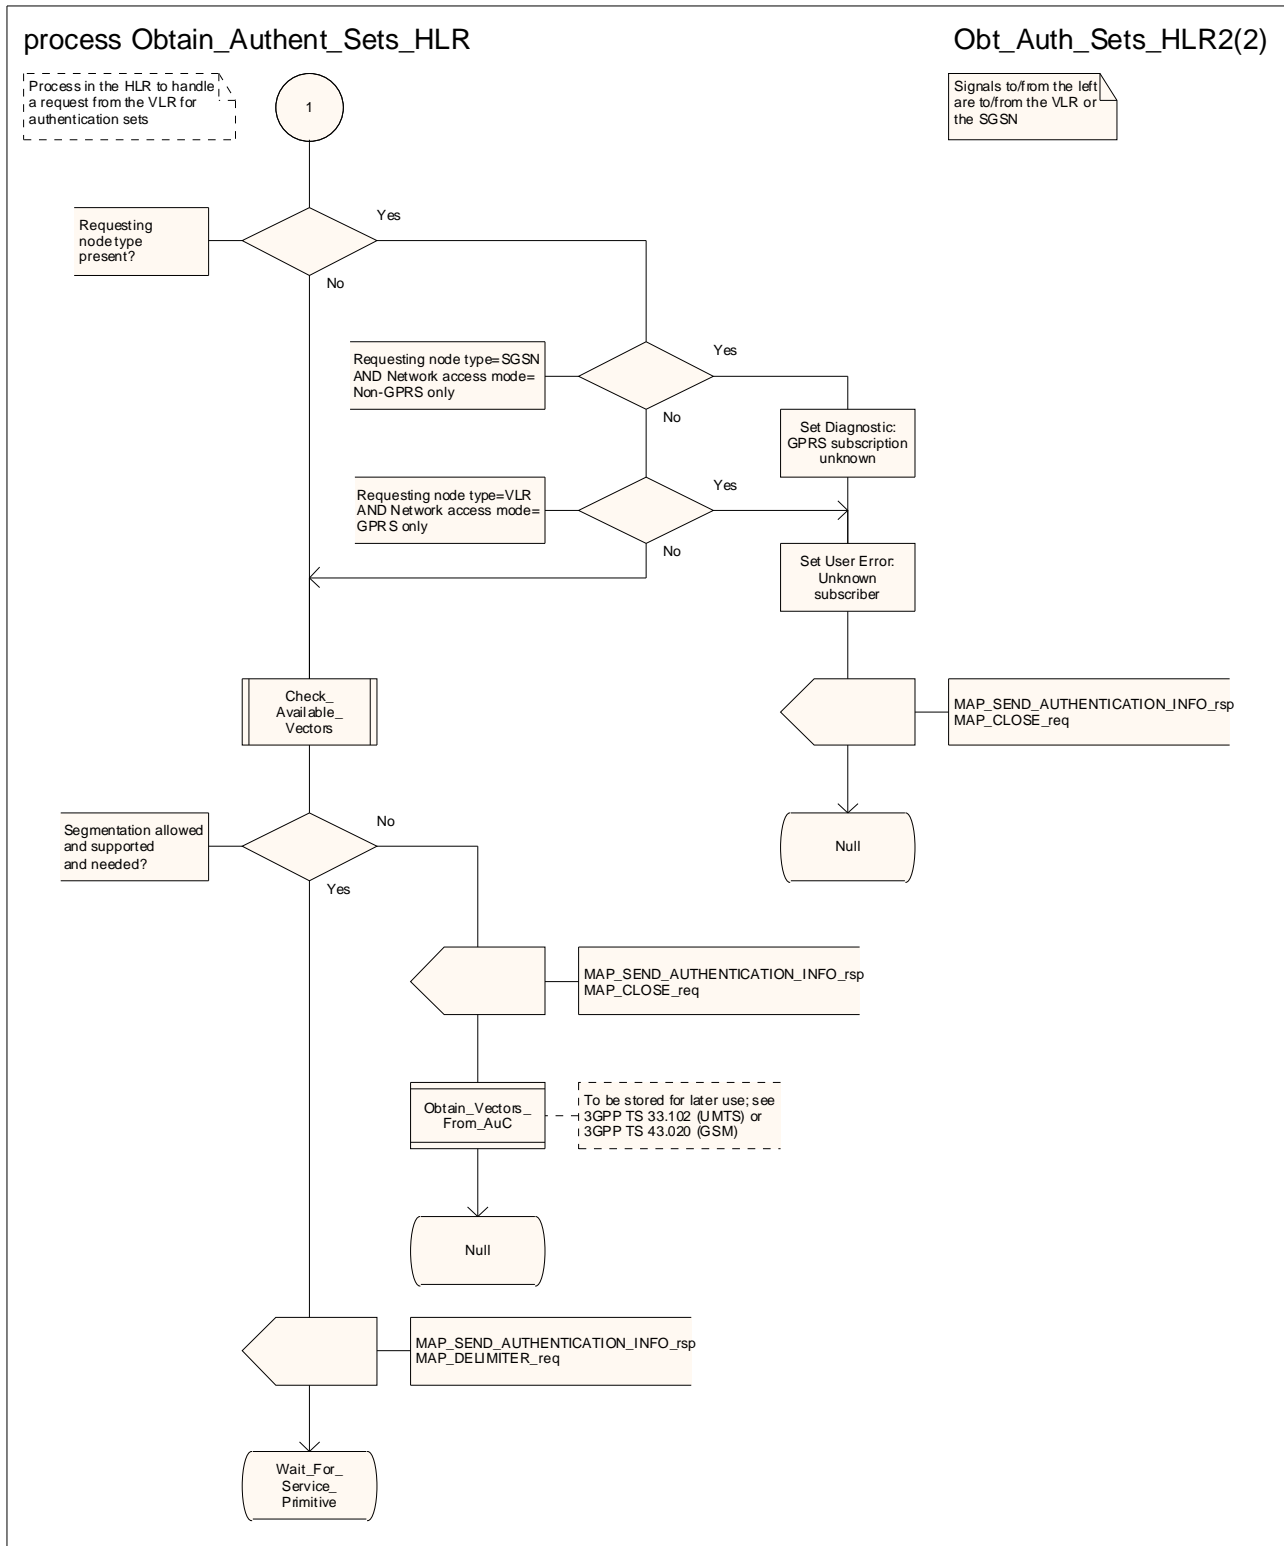 process Obtain_Authent_Sets_HLR
Obt_Auth_Sets_HLR2(2)
Process in the HLR to handle
a request from the VLR for
authentication sets
1
Signals to/from the left
are to/from the VLR or
the SGSN
Requesting
node type
present?
Yes
No
Requesting node type=SGSN
AND Network access mode=
Non-GPRS only
Yes
No
Set Diagnostic:
GPRS subscription
unknown
Requesting node type=VLR
AND Network access mode=
GPRS only
Yes
No
Set User Error:
Unknown
subscriber
Check_
Available_
Vectors
MAP_SEND_AUTHENTICATION_INFO_rsp
MAP_CLOSE_req
Segmentation allowed
and supported
and needed?
No
Yes
Null
MAP_SEND_AUTHENTICATION_INFO_rsp
MAP_CLOSE_req
Obtain_Vectors_
From_AuC
To be stored for later use; see
3GPP TS 33.102 (UMTS) or
3GPP TS 43.020 (GSM)
Null
MAP_SEND_AUTHENTICATION_INFO_rsp
MAP_DELIMITER_req
Wait_For_
Service_
Primitive